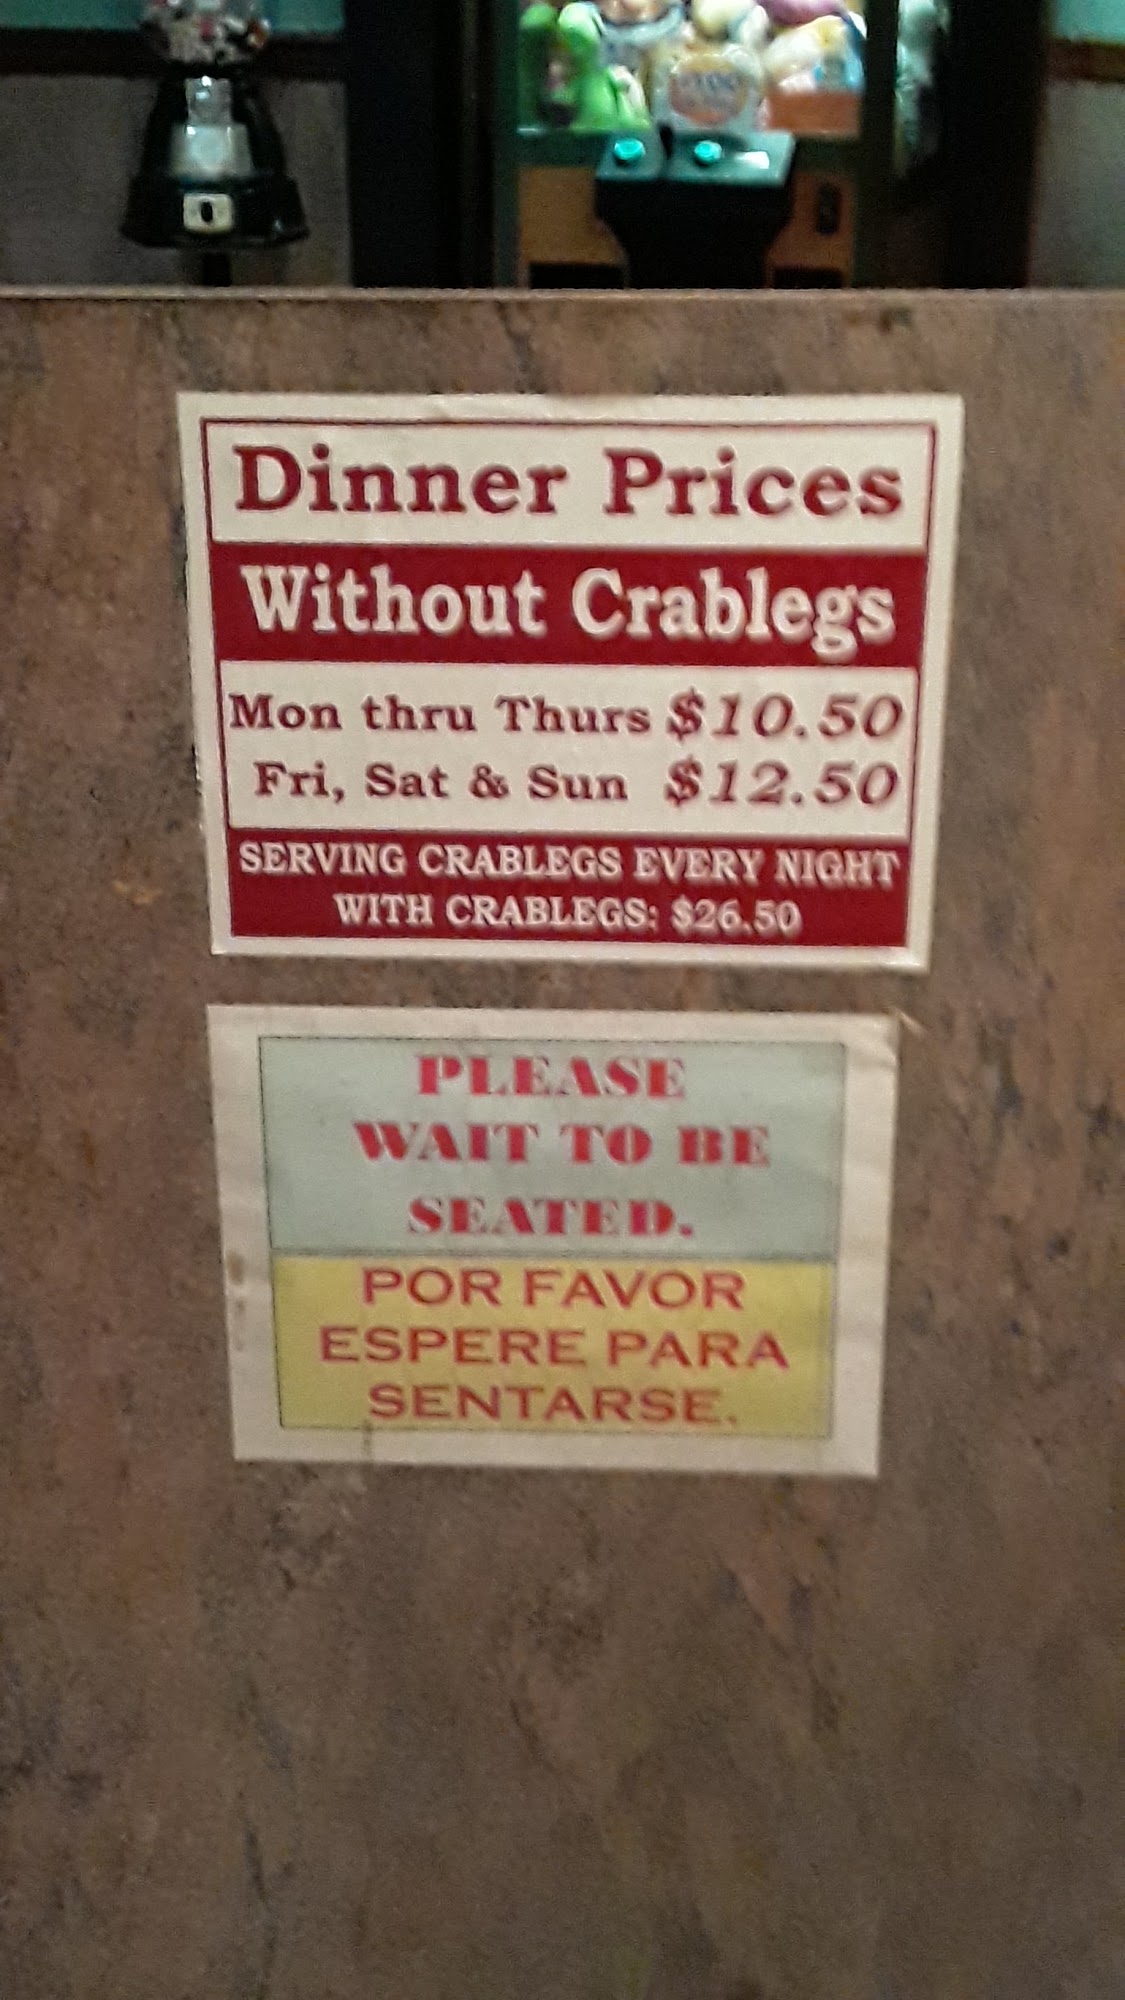 Dinner Prices
Without Crablegs
Mon thru Thurs $10.50
Fri, Sat & Sun $12.50
SERVING CRABLEGS EVERY NIGHT
WITH CRABLEGS: $26.50
PLEASE
WAIT TO BE
SEATED.
POR FAVOR
ESPERE PARA
SENTARSE.